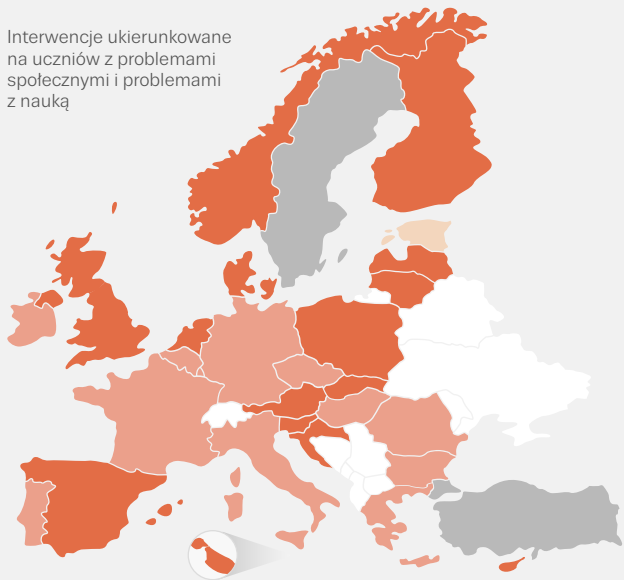 Interwencje ukierunkowane
na uczniów z problemami
społecznymi i problemami
z nauką